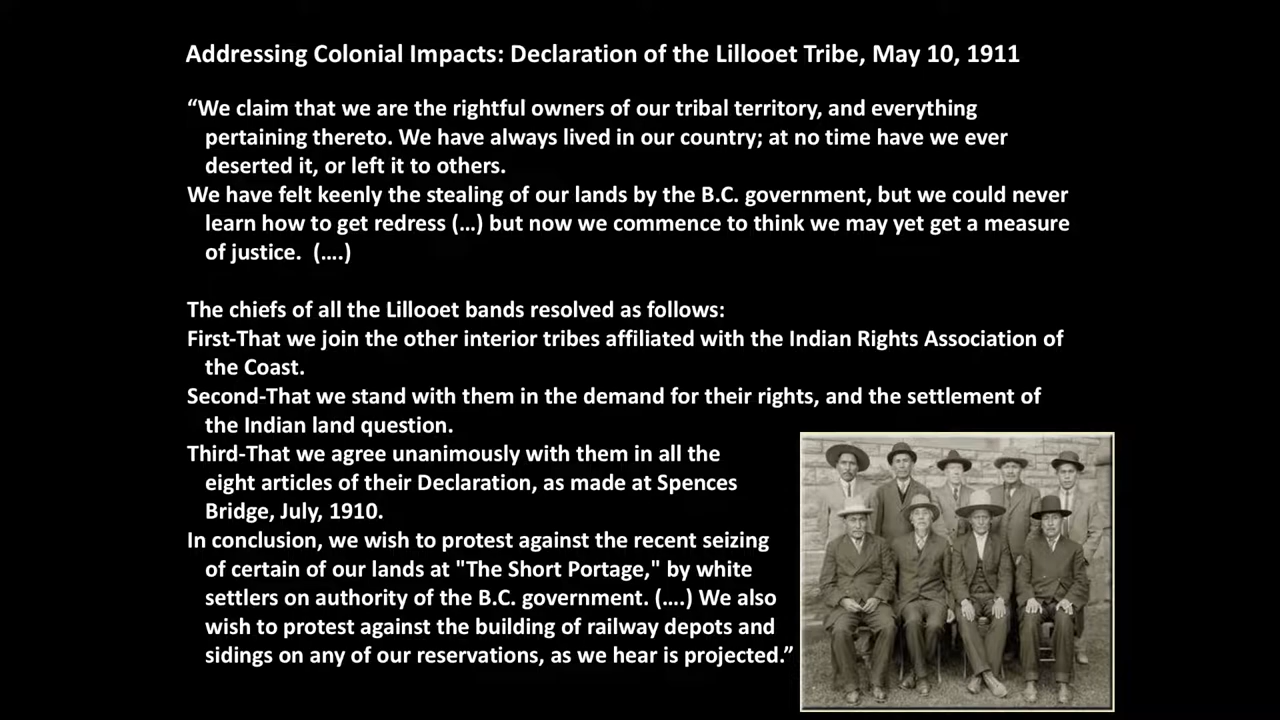 Addressing Colonial Impacts: Declaration of the Lillooet Tribe, May 10, 1911
“We claim that we are the rightful owners of our tribal territory, and everything
pertaining thereto. We have always lived in our country; at no time have we ever
deserted it, or left it to others.
We have felt keenly the stealing of our lands by the B.C. government, but we could never
learn how to get redress (…) but now we commence to think we may yet get a measure
of justice.  (….)
The chiefs of all the Lillooet bands resolved as follows:
First-That we join the other interior tribes affiliated with the Indian Rights Association of
the Coast.
Second-That we stand with them in the demand for their rights, and the settlement of
the Indian land question.
Third-That we agree unanimously with them in all the
eight articles of their Declaration, as made at Spences
Bridge, July, 1910.
In conclusion, we wish to protest against the recent seizing
of certain of our lands at "The Short Portage," by white
settlers on authority of the B.C. government. (….) We also
wish to protest against the building of railway depots and
sidings on any of our reservations, as we hear is projected.”